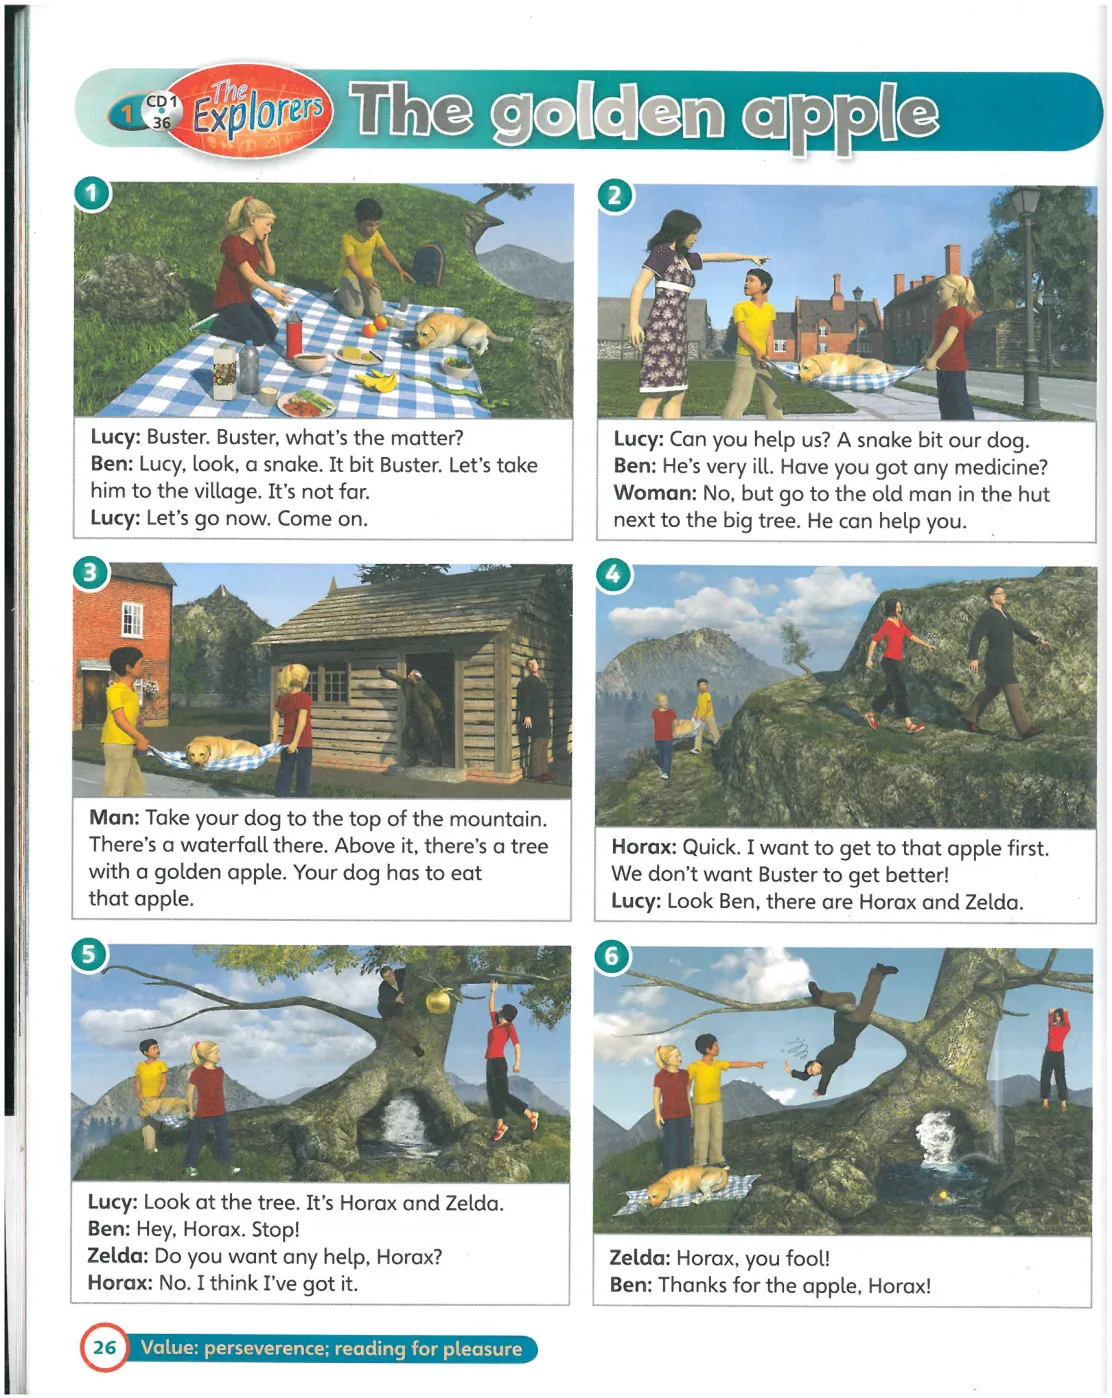 1
CD1
36
The
Explorers
The golden apple
1
Lucy: Buster. Buster, what's the matter?
Ben: Lucy, look, a snake. It bit Buster. Let's take
him to the village. It's not far.
Lucy: Let's go now. Come on.
2
Lucy: Can you help us? A snake bit our dog.
Ben: He's very ill. Have you got any medicine?
Woman: No, but go to the old man in the hut
next to the big tree. He can help you.
3
Man: Take your dog to the top of the mountain.
There's a waterfall there. Above it, there's a tree
with a golden apple. Your dog has to eat
that apple.
4
Horax: Quick. I want to get to that apple first.
We don't want Buster to get better!
Lucy: Look Ben, there are Horax and Zelda.
5
Lucy: Look at the tree. It's Horax and Zelda.
Ben: Hey, Horax. Stop!
Zelda: Do you want any help, Horax?
Horax: No. I think I've got it.
6
Zelda: Horax, you fool!
Ben: Thanks for the apple, Horax!
26
Value: perseverence; reading for pleasure